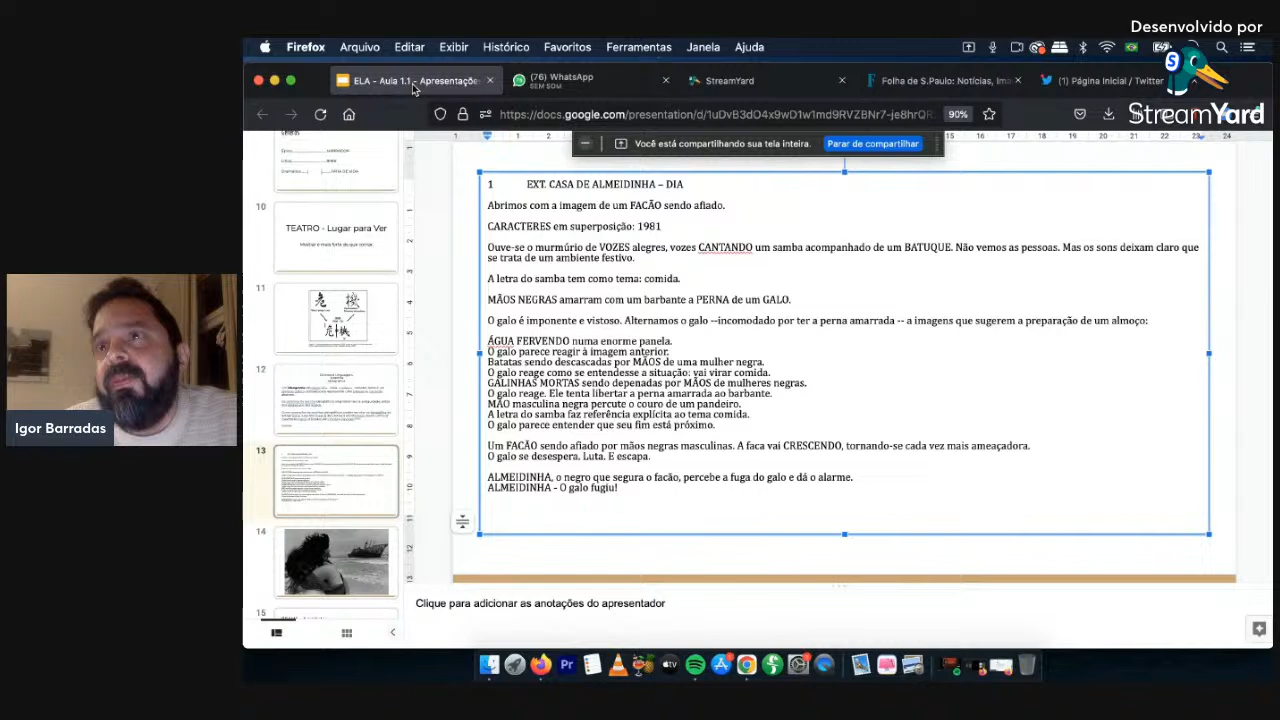 Desenvolvido por
StreamYard
Firefox Arquivo Editar Exibir Histórico Favoritos Ferramentas Janela Ajuda
ELA - Aula 1.1 - Apresentaçõe
(76) WhatsApp
SEM SOM
StreamYard
Folha de S.Paulo: Notícias, Ima
(1) Página Inicial / Twitter
https://docs.google.com/presentation/d/1uDvB3dO4x9wD1w1md9RVZBNr7-je8hrQR
90%
Você está compartilhando sua tela inteira.
Parar de compartilhar
1 EXT. CASA DE ALMEIDINHA – DIA
Abrimos com a imagem de um FACÃO sendo afiado.
CARACTERES em superposição: 1981
Ouve-se o murmúrio de VOZES alegres, vozes CANTANDO um samba acompanhado de um BATUQUE. Não vemos as pessoas. Mas os sons deixam claro que
se trata de um ambiente festivo.
A letra do samba tem como tema: comida.
MÃOS NEGRAS amarram com um barbante a PERNA de um GALO.
O galo é imponente e vistoso. Alternamos o galo --incomodado por ter a perna amarrada -- a imagens que sugerem a preparação de um almoço:
ÁGUA FERVENDO numa enorme panela.
O galo parece reagir à imagem anterior.
Batatas sendo descascadas por MÃOS de uma mulher negra.
O galo reage como se entendesse a situação: vai virar comida.
GALINHAS MORTAS sendo depenadas por MÃOS de mulheres negras.
O galo reage. Ele tenta libertar a perna amarrada ao barbante.
MÃO masculina negra percute o couro de um pandeiro.
A letra do samba faz referência explícita ao tema comida.
O galo parece entender que seu fim está próximo.
Um FACÃO sendo afiado por mãos negras masculinas. A faca vai CRESCENDO, tornando-se cada vez mais ameaçadora.
O galo se desespera. Luta. E escapa.
ALMEIDINHA, o negro que segura o facão, percebe a fuga do galo e dá o alarme.
ALMEIDINHA - O galo fugiu!
10
TEATRO - Lugar para Ver
11
12
13
14
15
Clique para adicionar as anotações do apresentador
Igor Barradas